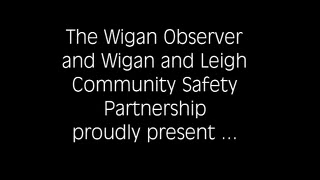 The Wigan Observer
and Wigan and Leigh
Community Safety
Partnership
proudly present ...